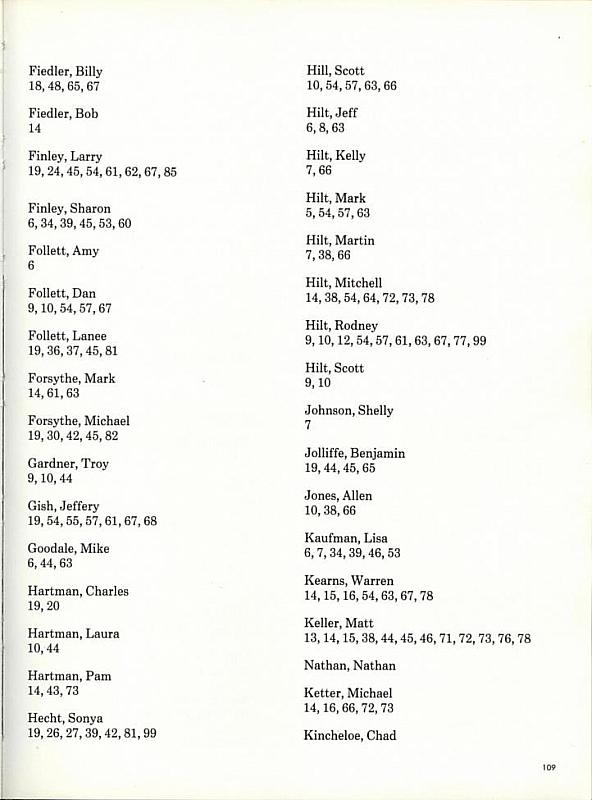 Fiedler, Billy
18, 48, 65, 67
Fiedler, Bob
14
Finley, Larry
19, 24, 45, 54, 61, 62, 67, 85
Finley, Sharon
6, 34, 39, 45, 53, 60
Follett, Amy
6
Follett, Dan
9, 10, 54, 57, 67
Follett, Lanee
19, 36, 37, 45, 81
Forsythe, Mark
14, 61, 63
Forsythe, Michael
19, 30, 42, 45, 82
Gardner, Troy
9, 10, 44
Gish, Jeffery
19, 54, 55, 57, 61, 67, 68
Goodale, Mike
6, 44, 63
Hartman, Charles
19, 20
Hartman, Laura
10, 44
Hartman, Pam
14, 43, 73
Hecht, Sonya
19, 26, 27, 39, 42, 81, 99
Hill, Scott
10, 54, 57, 63, 66
Hilt, Jeff
6, 8, 63
Hilt, Kelly
7, 66
Hilt, Mark
5, 54, 57, 63
Hilt, Martin
7, 38, 66
Hilt, Mitchell
14, 38, 54, 64, 72, 73, 78
Hilt, Rodney
9, 10, 12, 54, 57, 61, 63, 67, 77, 99
Hilt, Scott
9, 10
Johnson, Shelly
7
Jolliffe, Benjamin
19, 44, 45, 65
Jones, Allen
10, 38, 66
Kaufman, Lisa
6, 7, 34, 39, 46, 53
Kearns, Warren
14, 15, 16, 54, 63, 67, 78
Keller, Matt
13, 14, 15, 38, 44, 45, 46, 71, 72, 73, 76, 78
Nathan, Nathan
Ketter, Michael
14, 16, 66, 72, 73
Kincheloe, Chad
109